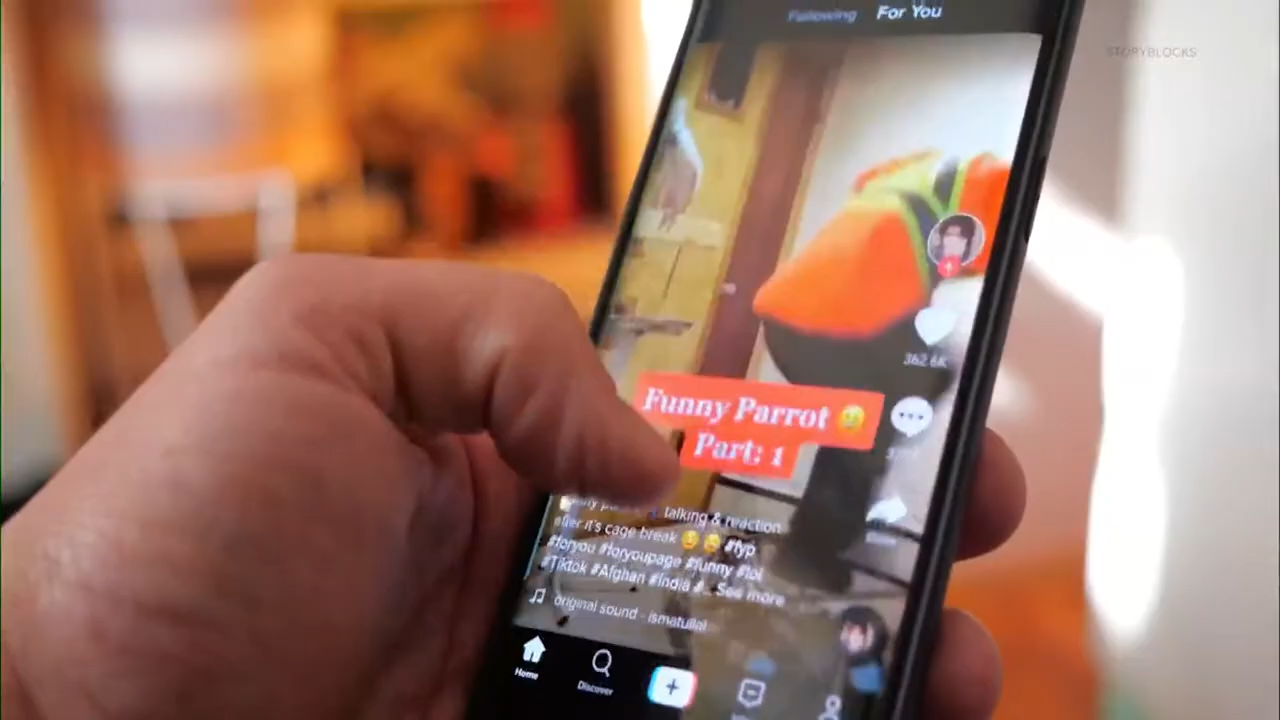 Following For You
STORYBLOCKS
362.6K
Funny Parrot 😂
Part: 1
talking & reaction
after it's cage break 😂 😂 #fyp
#foryou #foryoupage #funny #lol
#Tiktok #Afghan #India #... See more
original sound - ismatullal
Home
Discover